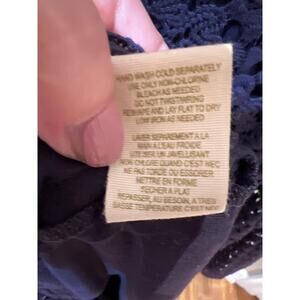 HAND WASH COLD SEPARATELY
USE ONLY NON-CHLORINE
BLEACH AS NEEDED
DO NOT TWIST/WRING
RESHAPE AND LAY FLAT TO DRY
LOW IRON AS NEEDED
LAVER SEPAREMENT A LA
MAIN A L'EAU FROIDE
UTILISER UN JAVELLISANT
NON CHLORE QUAND C'EST NEC
NE PAS TORDE OU ESSORER
METTRE EN FORME
SECHER A PLAT
REPASSER, AU BESOIN, A TRES
BASSE TEMPERATURE C'EST NEC